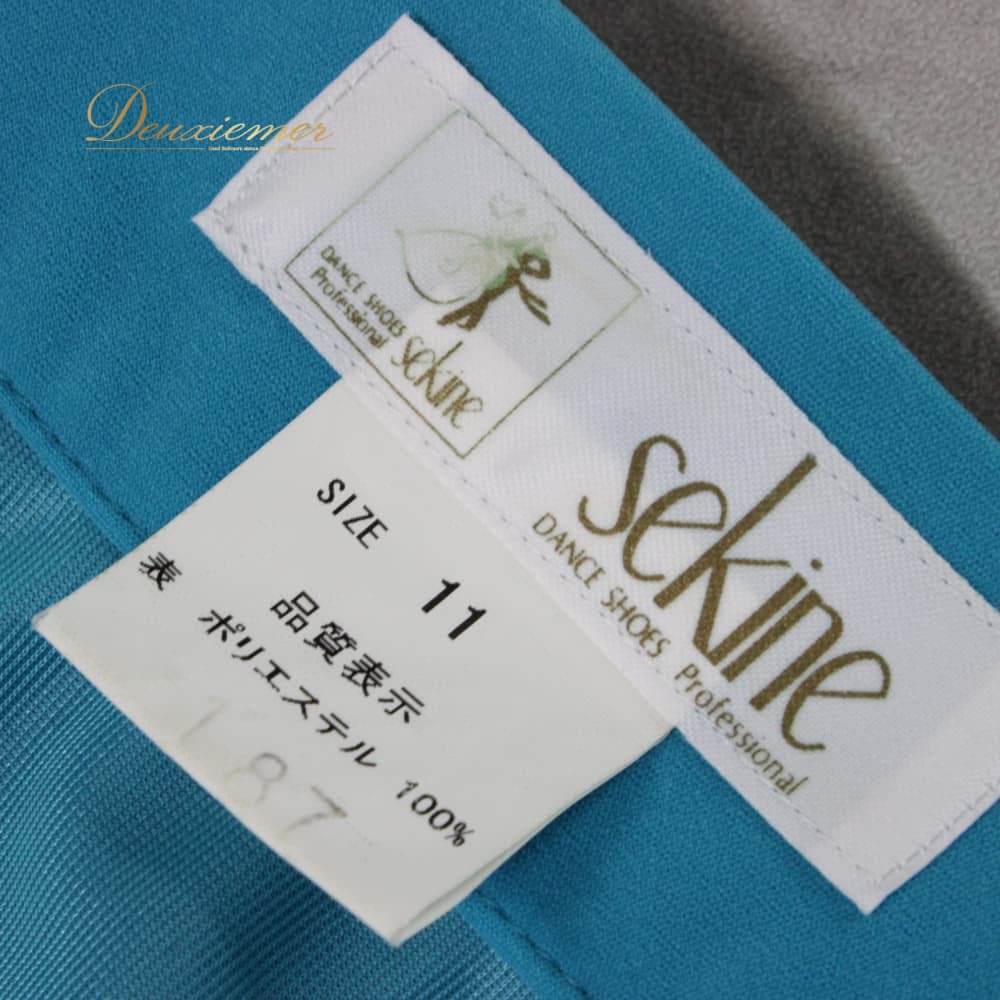 Deuxiemer
DANCE SHOES
Professional
sekine
sekine
DANCE SHOES Professional
SIZE 11
品質表示
表 ポリエステル 100%
187